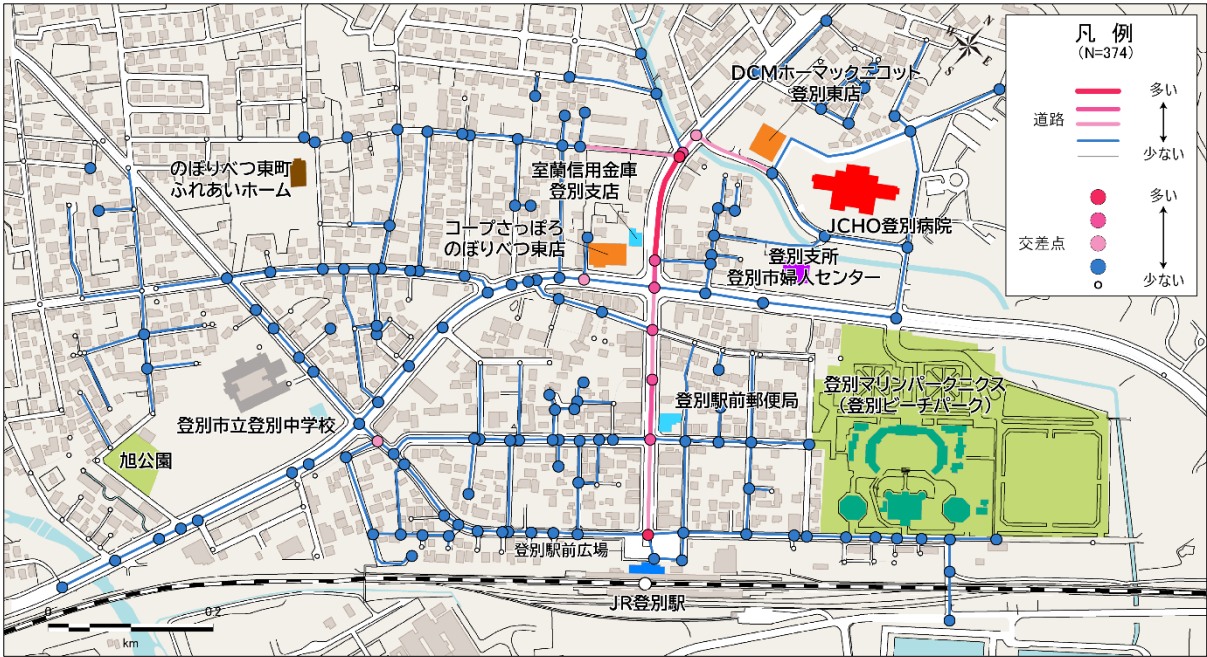 凡 例
(N=374)
多い
道路
少ない
多い
交差点
少ない
N
E
W
S
DCMホーマックニコット
登別東店
のぼりべつ東町
ふれあいホーム
室蘭信用金庫
登別支店
コープさっぽろ
のぼりべつ東店
JCHO登別病院
登別支所
登別市婦人センター
登別市立登別中学校
旭公園
登別駅前郵便局
登別マリンパークニクス
(登別ビーチパーク)
登別駅前広場
JR登別駅
0
0.2
km